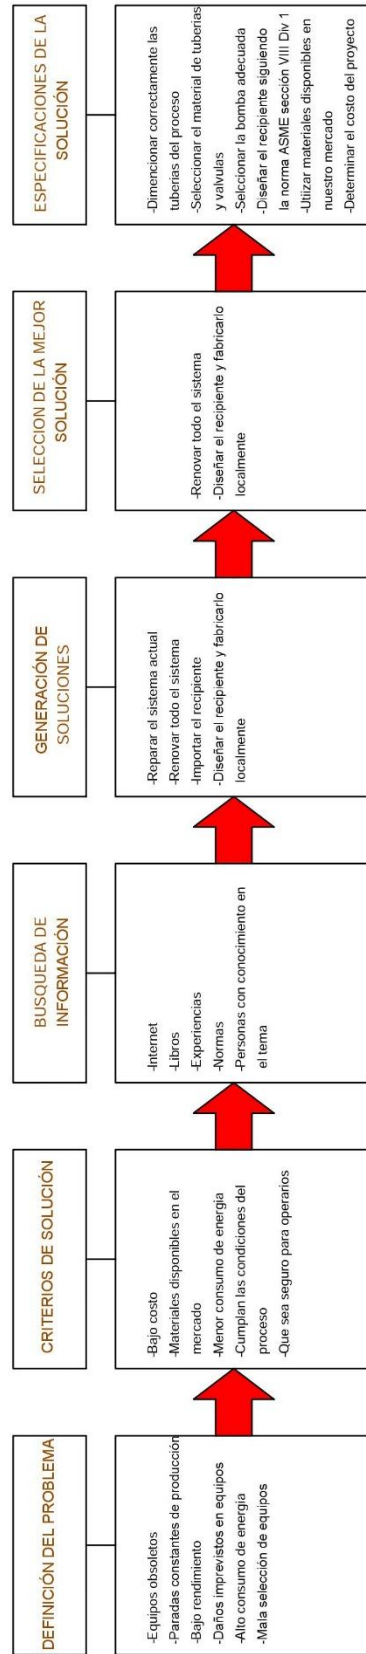 DEFINICIÓN DEL PROBLEMA
-Equipos obsoletos
-Paradas constantes de producción
-Bajo rendimiento
-Daños imprevistos en equipos
-Alto consumo de energia
-Mala selección de equipos
CRITERIOS DE SOLUCIÓN
-Bajo costo
-Materiales disponibles en el
mercado
-Menor consumo de energia
-Cumplan las condiciones del
proceso
-Que sea seguro para operarios
BUSQUEDA DE
INFORMACIÓN
-Internet
-Libros
-Experiencias
-Normas
-Personas con conocimiento en
el tema
GENERACIÓN DE
SOLUCIONES
-Reparar el sistema actual
-Renovar todo el sistema
-Importar el recipiente
-Diseñar el recipiente y fabricarlo
localmente
SELECCION DE LA MEJOR
SOLUCIÓN
-Renovar todo el sistema
-Diseñar el recipiente y fabricarlo
localmente
ESPECIFICACIONES DE LA
SOLUCIÓN
-Dimencionar correctamente las
tuberias del proceso
-Seleccionar el material de tuberias
y valvulas
-Selccionar la bomba adecuada
-Diseñar el recipiente siguiendo
la norma ASME sección VIII Div 1
-Utiizar materiales disponibles en
nuestro mercado
-Determinar el costo del proyecto